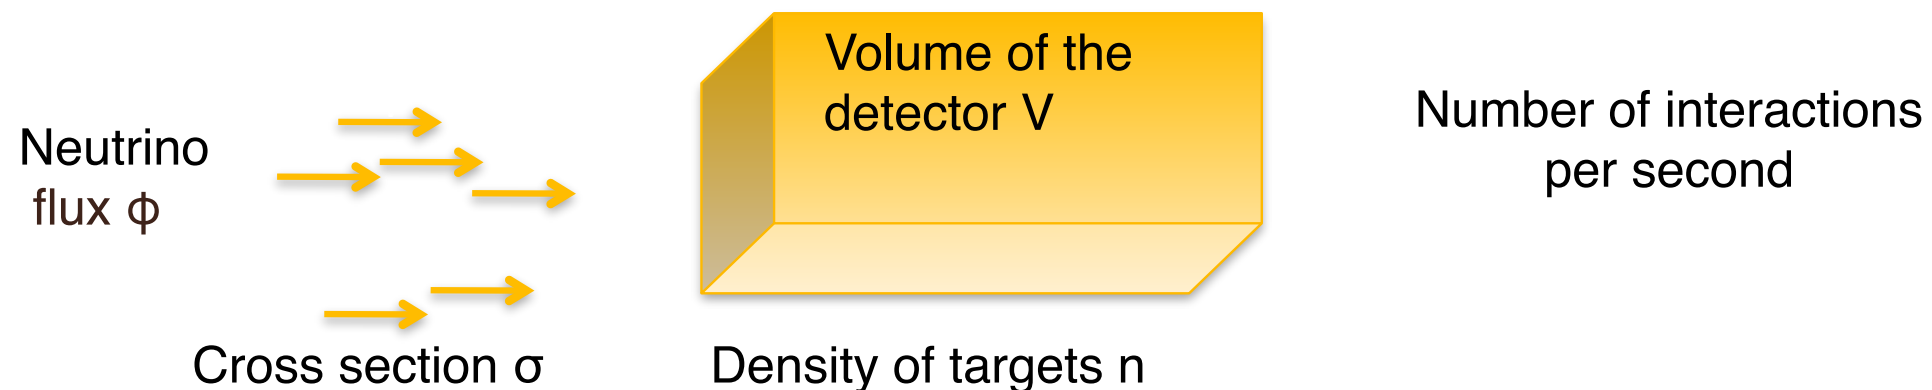 Neutrino
flux ϕ
Cross section σ
Volume of the
detector V
Density of targets n
Number of interactions
per second